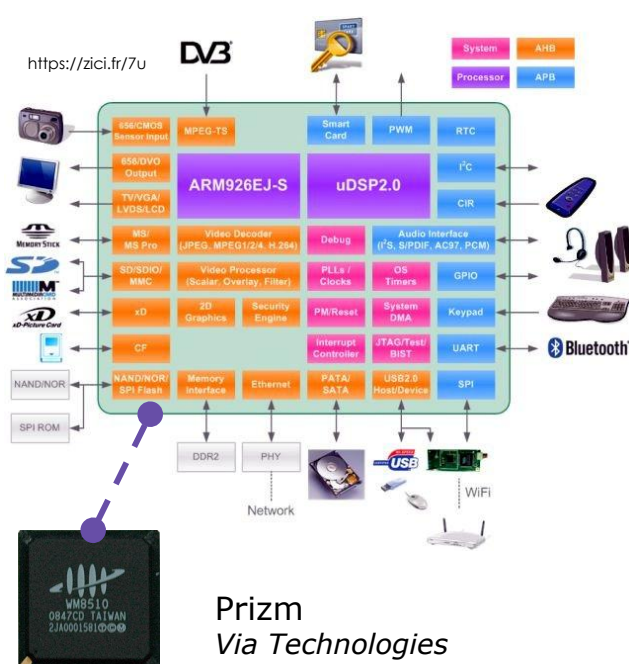 https://zici.fr/7u
DVB
System
AHB
Processor
APB
656/CMOS
Sensor Input
MPEG-TS
Smart
Card
PWM
RTC
656/DVO
Output
ARM926EJ-S
uDSP2.0
I²C
TV/VGA/
LVDS/LCD
CIR
MEMORY STICK
MS/
MS Pro
Video Decoder
(JPEG, MPEG1/2/4, H.264)
Debug
Audio Interface
(I²S, S/PDIF, AC97, PCM)
SD
MULTIMEDIACARD
ASSOCIATION
SD/SDIO/
MMC
Video Processor
(Scalar, Overlay, Filter)
PLLs /
Clocks
OS
Timers
GPIO
xD
xD-Picture Card
xD
2D
Graphics
Security
Engine
PM/Reset
System
DMA
Keypad
CF
Interrupt
Controller
JTAG/Test/
BIST
UART
Bluetooth
NAND/NOR
NAND/NOR/
SPI Flash
Memory
Interface
Ethernet
PATA/
SATA
USB2.0
Host/Device
SPI
SPI ROM
DDR2
PHY
USB
WiFi
Network
WM8510
0847CD TAIWAN
2JA0001581
Prizm
Via Technologies